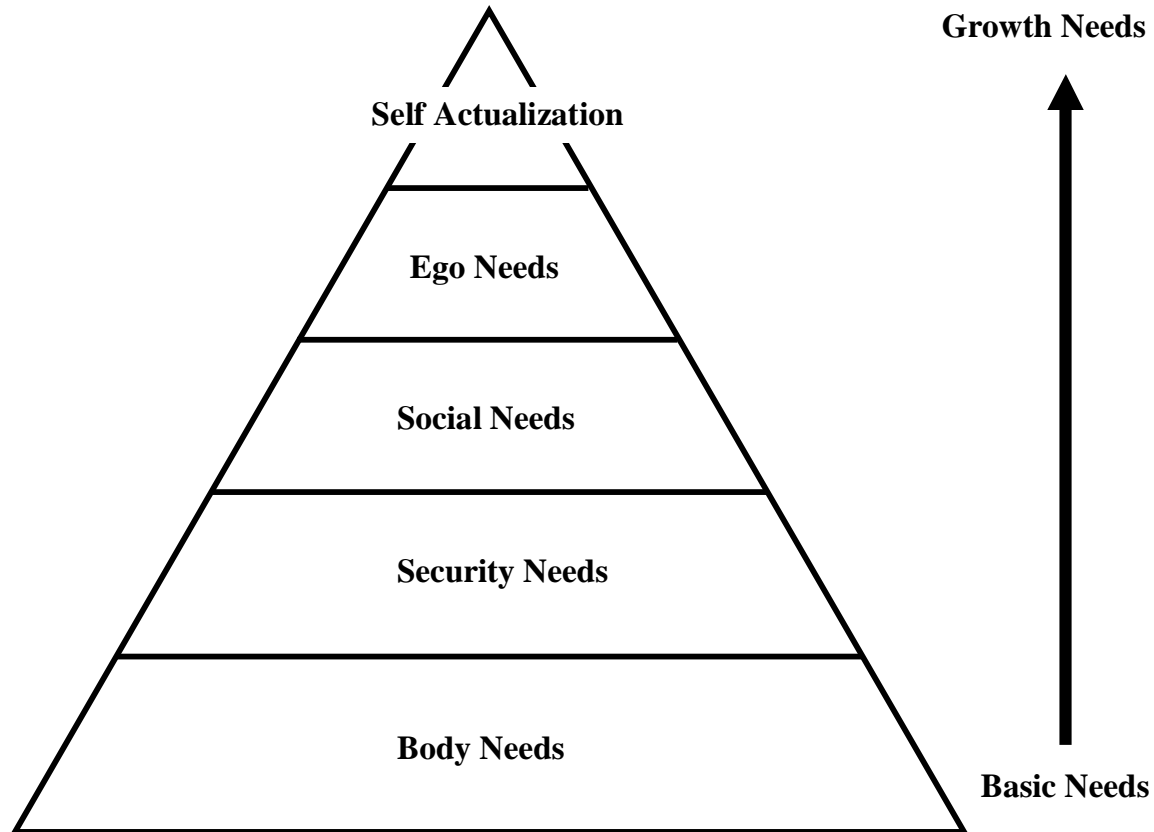 Growth Needs
Self Actualization
Ego Needs
Social Needs
Security Needs
Body Needs
Basic Needs